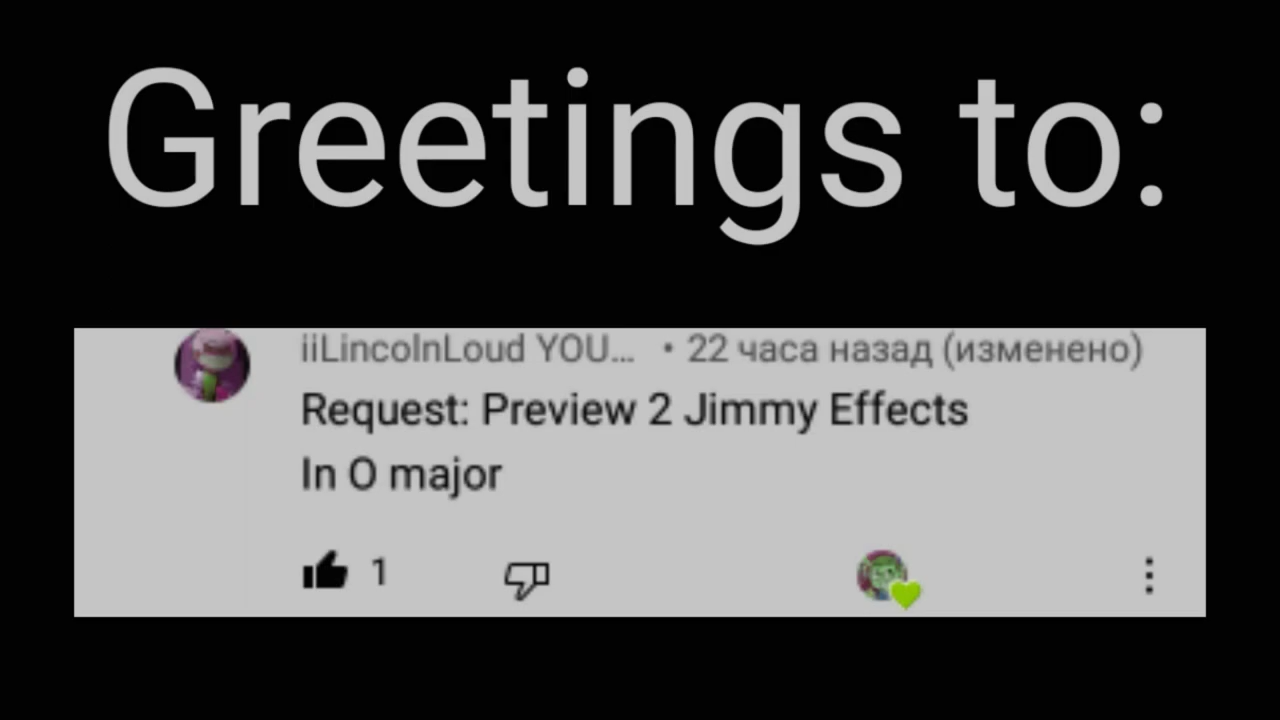 Greetings to:
iiLincolnLoud YOU... • 22 часа назад (изменено)
Request: Preview 2 Jimmy Effects
In O major
1